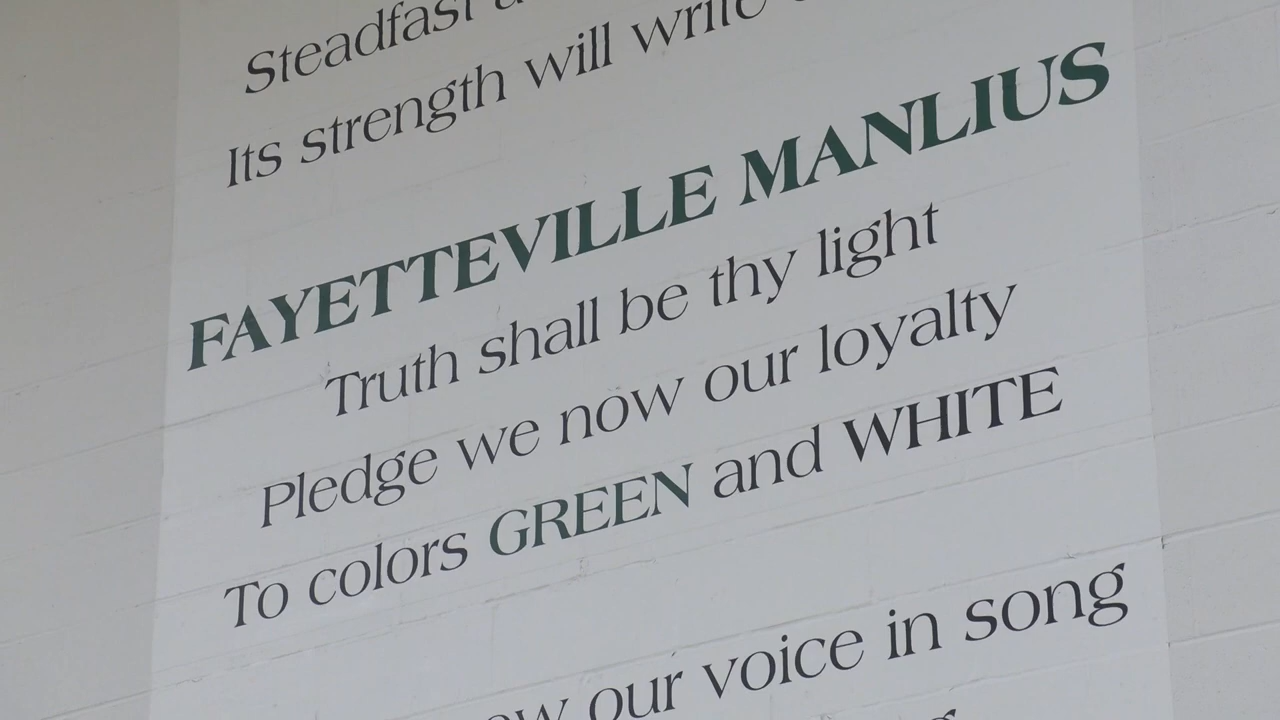 Steadfast
Its strength will write
FAYETTEVILLE MANLIUS
Truth shall be thy light
Pledge we now our loyalty
To colors GREEN and WHITE
our voice in song